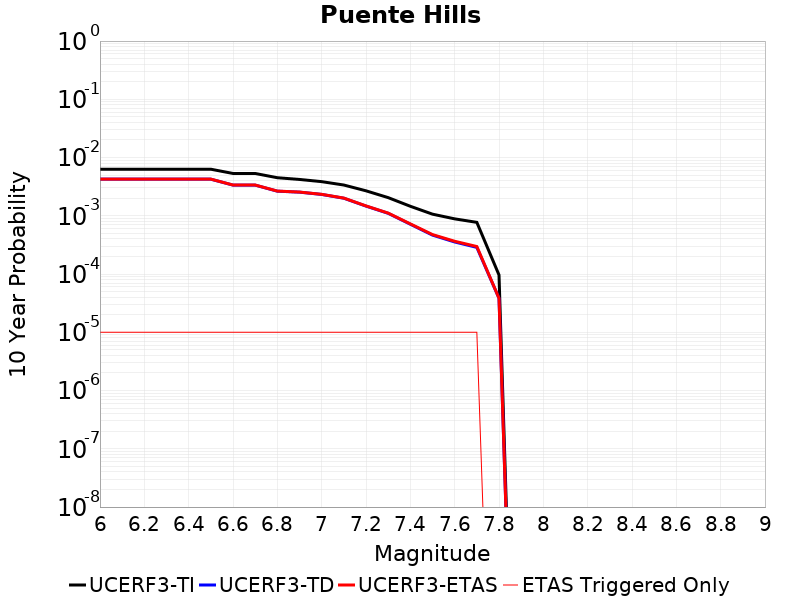 Puente Hills
10 Year Probability
10^0
10^-1
10^-2
10^-3
10^-4
10^-5
10^-6
10^-7
10^-8
6 6.2 6.4 6.6 6.8 7 7.2 7.4 7.6 7.8 8 8.2 8.4 8.6 8.8 9
Magnitude
UCERF3-TI UCERF3-TD UCERF3-ETAS ETAS Triggered Only